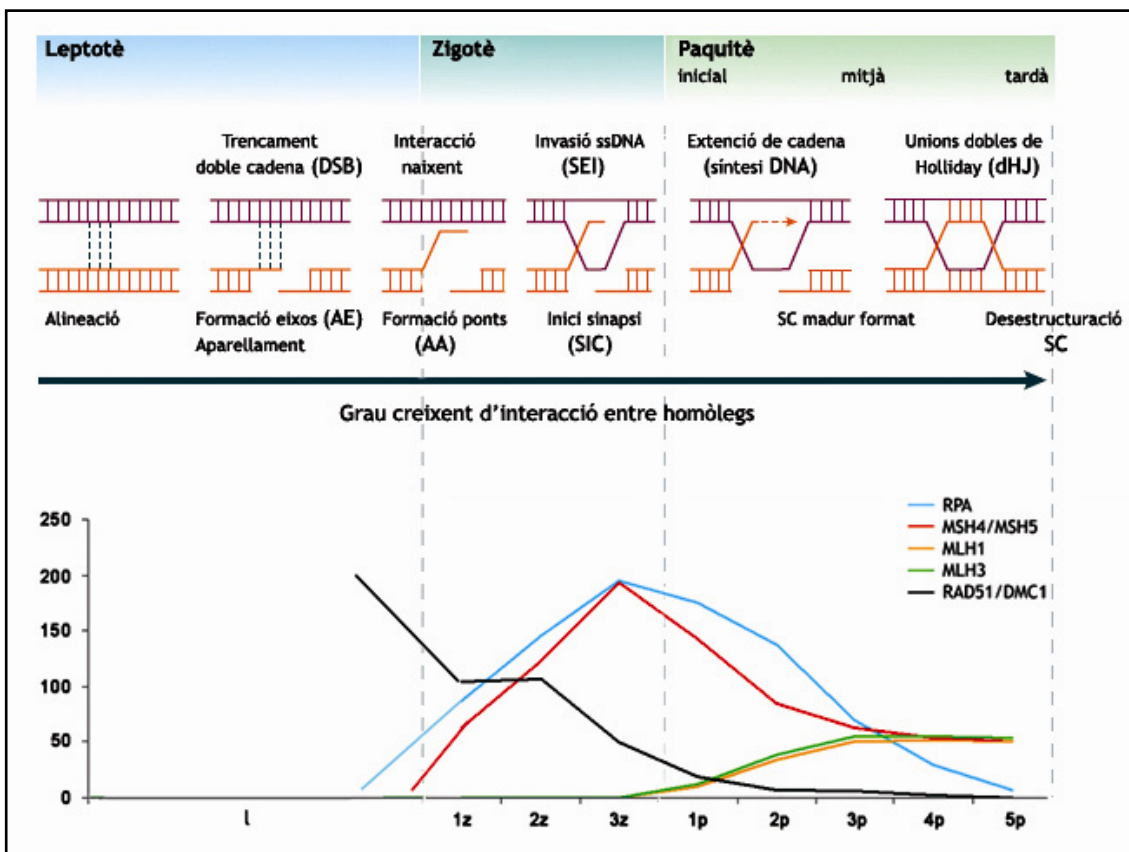 Leptotè
Zigotè
Paquitè
inicial
mitjà
tardà
Trencament
doble cadena (DSB)
Interacció
naixent
Invasió ssDNA
(SEI)
Extenció de cadena
(síntesi DNA)
Unions dobles de
Holliday (dHJ)
Alineació
Formació eixos (AE)
Aparellament
Formació ponts
(AA)
Inici sinapsi
(SIC)
SC madur format
Desestructuració
SC
Grau creixent d'interacció entre homòlegs
250
200
150
100
50
0
RPA
MSH4/MSH5
MLH1
MLH3
RAD51/DMC1
l
1z
2z
3z
1p
2p
3p
4p
5p